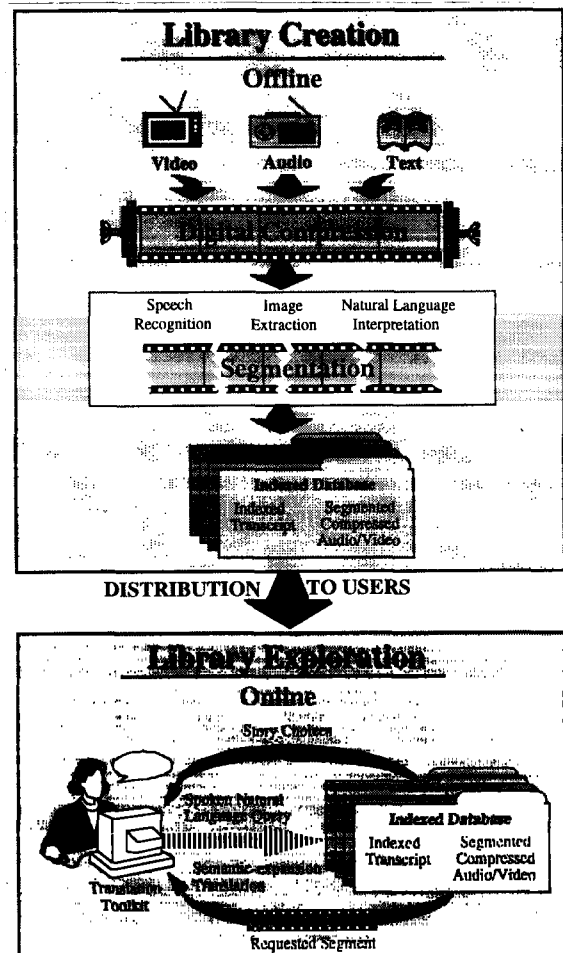 Library Creation
Offline
Video Audio Text
Digital Compression
Speech Recognition
Image Extraction
Natural Language Interpretation
Segmentation
Indexed Database
Indexed Transcript
Segmented Compressed Audio/Video
DISTRIBUTION TO USERS
Library Exploration
Online
Story Choices
Spoken Natural
Language Query
Semantic-expansion
Translation
Translation
Toolkit
Indexed Database
Indexed Transcript
Segmented Compressed Audio/Video
Requested Segment